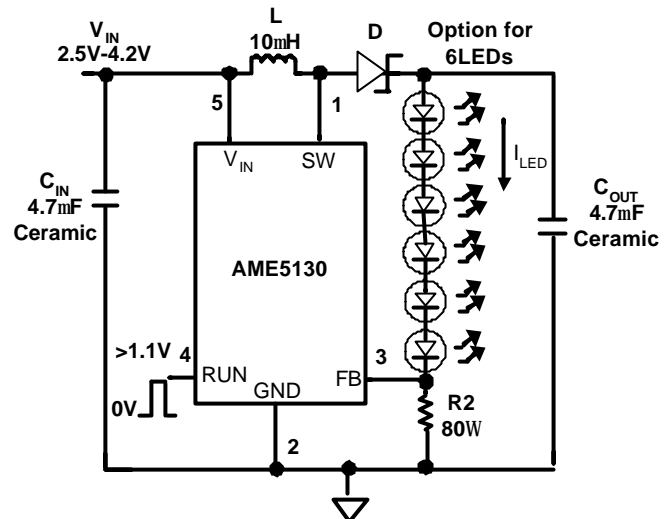 L
10mH
D
Option for
6LEDs
VIN
2.5V-4.2V
5
1
VIN
SW
ILED
CIN
4.7mF
Ceramic
COUT
4.7mF
Ceramic
AME5130
>1.1V
4
RUN
3
FB
GND
0V
2
R2
80W